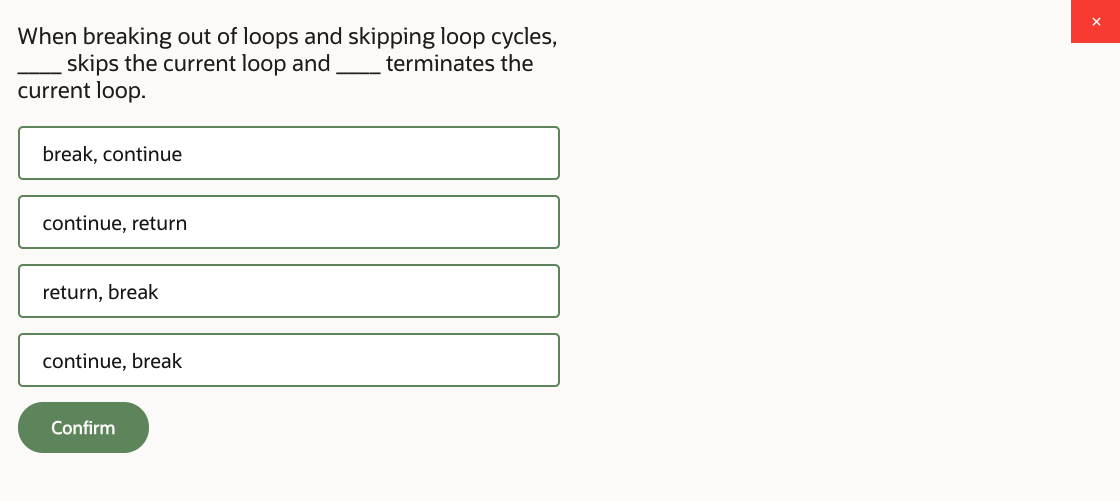 When breaking out of loops and skipping loop cycles,
____ skips the current loop and ____ terminates the
current loop.
break, continue
continue, return
return, break
continue, break
Confirm
×